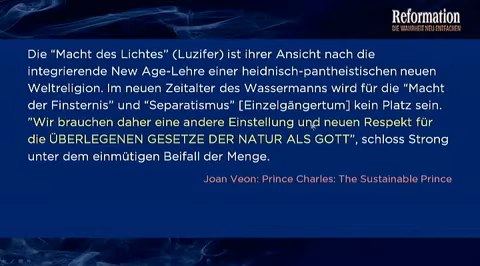 Reformation
DIE WAHRHEIT NEU ENTFACHEN
Die “Macht des Lichtes” (Luzifer) ist ihrer Ansicht nach die
integrierende New Age-Lehre einer heidnisch-pantheistischen neuen
Weltreligion. Im neuen Zeitalter des Wassermanns wird für die “Macht
der Finsternis” und “Separatismus” [Einzelgängertum] kein Platz sein.
”Wir brauchen daher eine andere Einstellung und neuen Respekt für
die ÜBERLEGENEN GESETZE DER NATUR ALS GOTT”, schloss Strong
unter dem einmütigen Beifall der Menge.
Joan Veon: Prince Charles: The Sustainable Prince